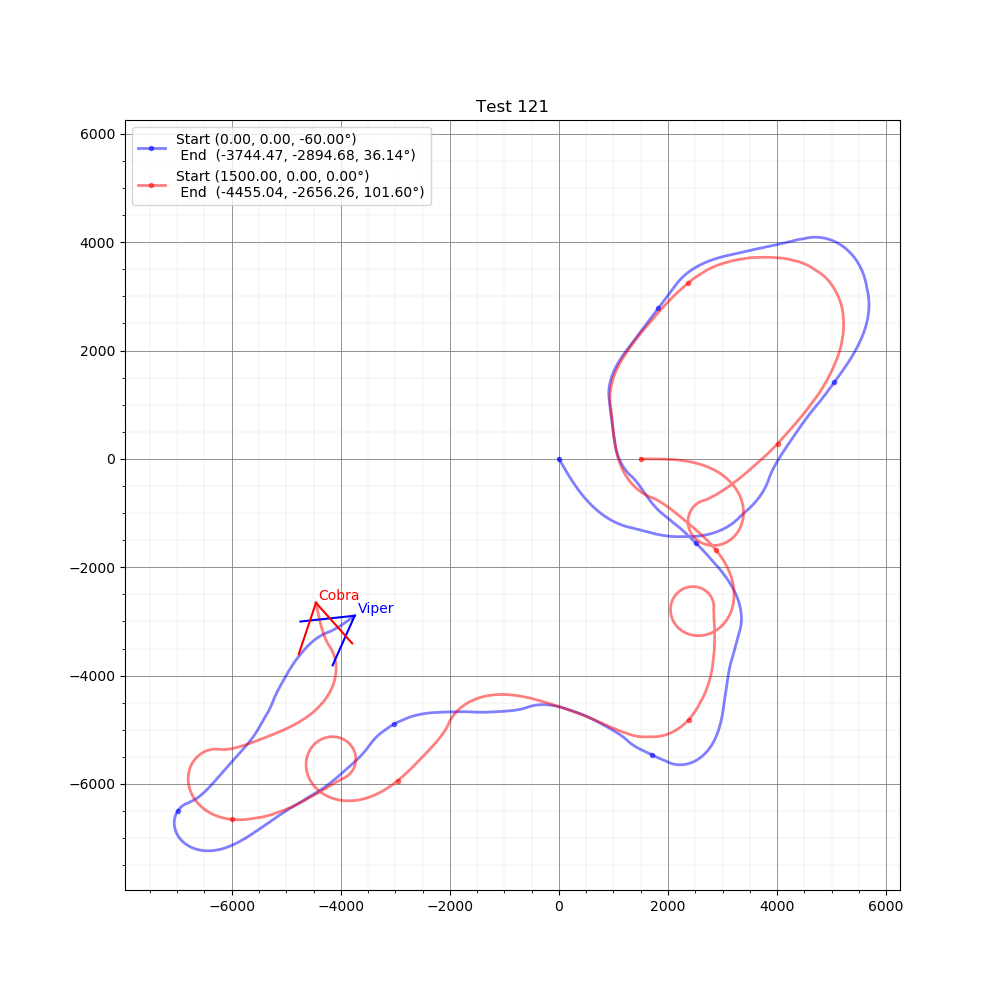 Test 121
Start (0.00, 0.00, -60.00°)
End (-3744.47, -2894.68, 36.14°)
Start (1500.00, 0.00, 0.00°)
End (-4455.04, -2656.26, 101.60°)
6000
4000
2000
0
−2000
−4000
−6000
Cobra
Viper
−6000 −4000 −2000 0 2000 4000 6000